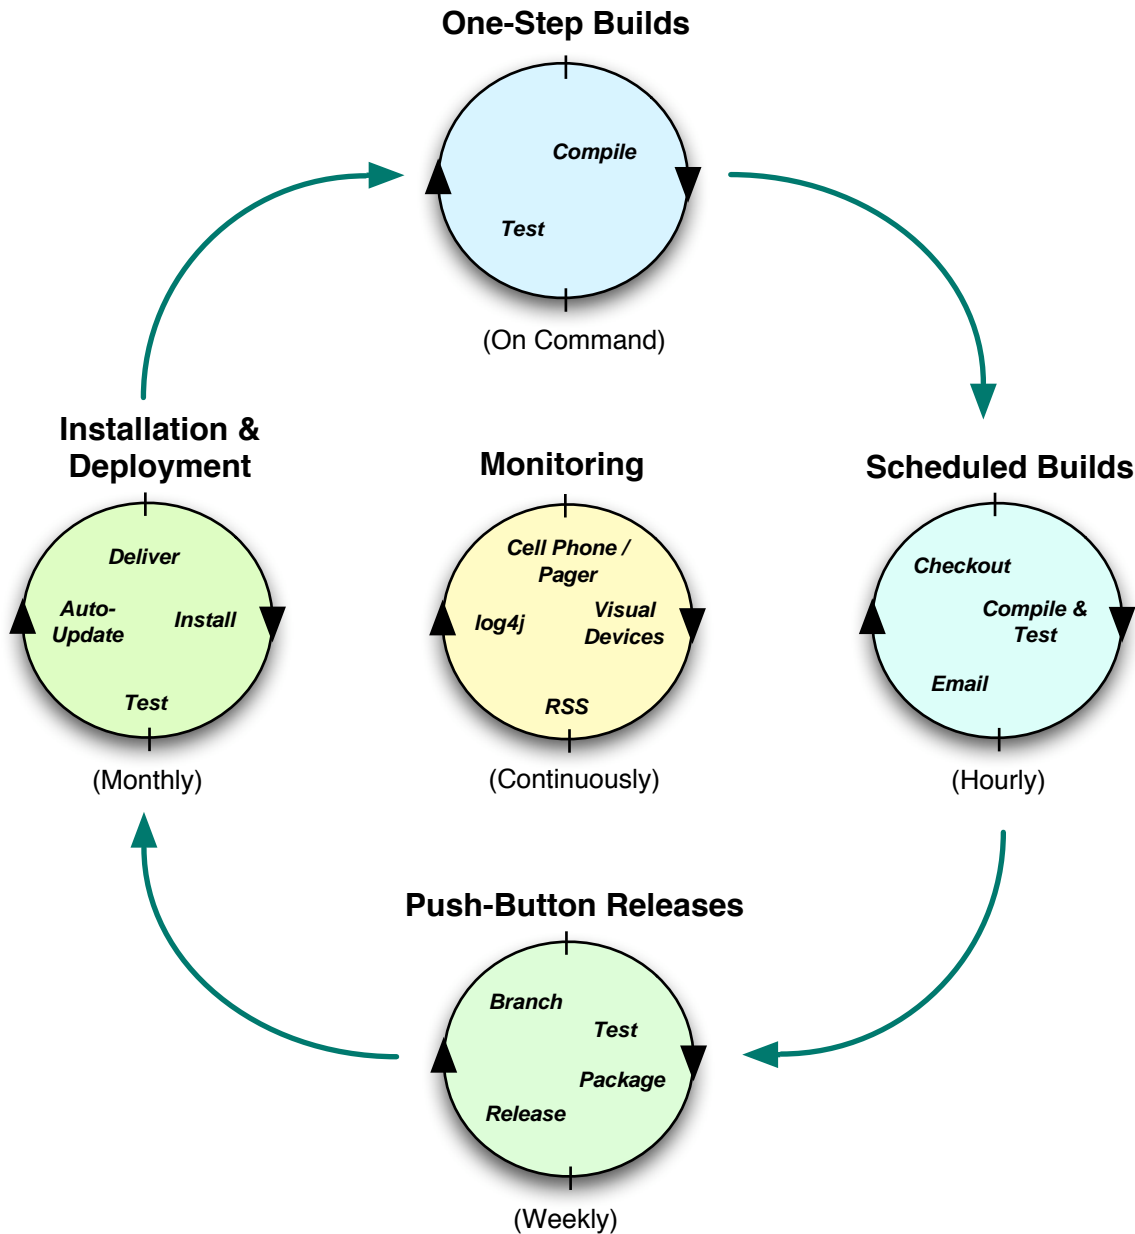 One-Step Builds
Compile
Test
(On Command)
Installation &
Deployment
Deliver
Auto-
Update
Install
Test
(Monthly)
Monitoring
Cell Phone /
Pager
log4j
Visual
Devices
RSS
(Continuously)
Scheduled Builds
Checkout
Compile &
Test
Email
(Hourly)
Push-Button Releases
Branch
Test
Package
Release
(Weekly)